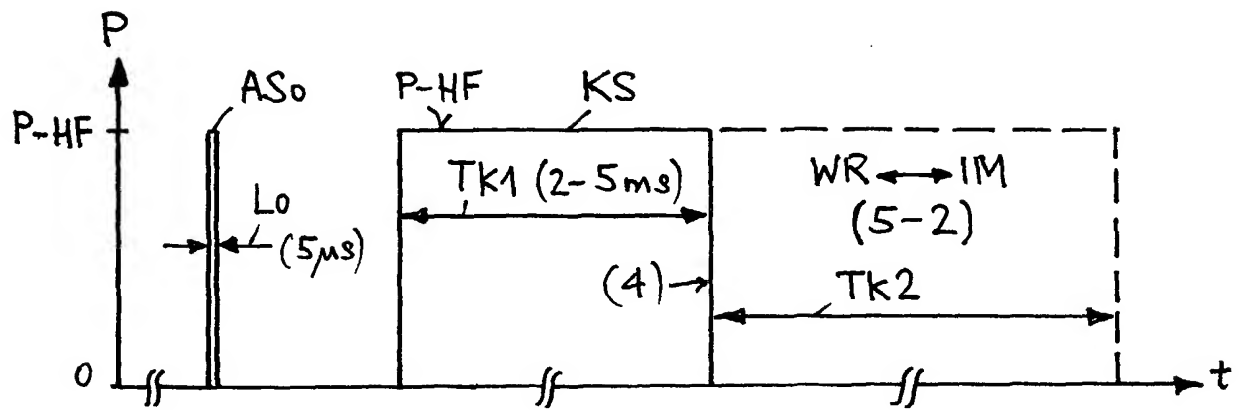 P
ASo
P-HF
KS
P-HF
TK1 (2-5ms)
WR ↔ IM
(5-2)
Lo
(5μs)
(4)
TK2
0
t